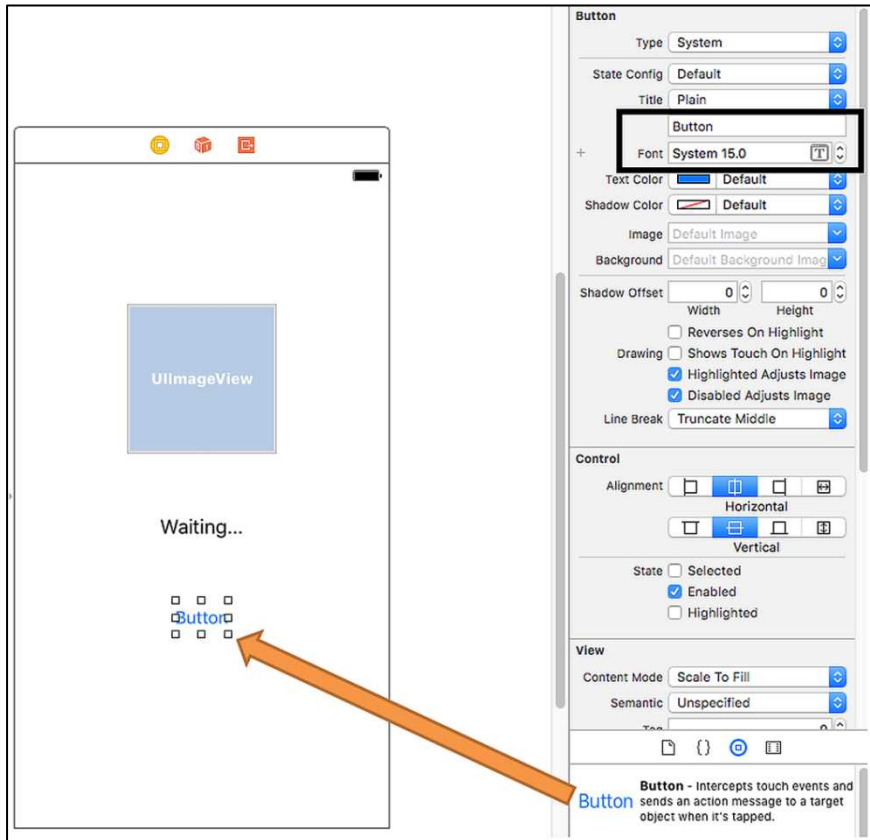 UIImageView
Waiting...
Button
Button
Type System
State Config Default
Title Plain
Button
Font System 15.0 T
Text Color Default
Shadow Color Default
Image Default Image
Background Default Background Imag
Shadow Offset 0 0
Width Height
Reverses On Highlight
Drawing Shows Touch On Highlight
Highlighted Adjusts Image
Disabled Adjusts Image
Line Break Truncate Middle
Control
Alignment
Horizontal
Vertical
State Selected
Enabled
Highlighted
View
Content Mode Scale To Fill
Semantic Unspecified
{}
Button
Button - Intercepts touch events and
sends an action message to a target
object when it's tapped.